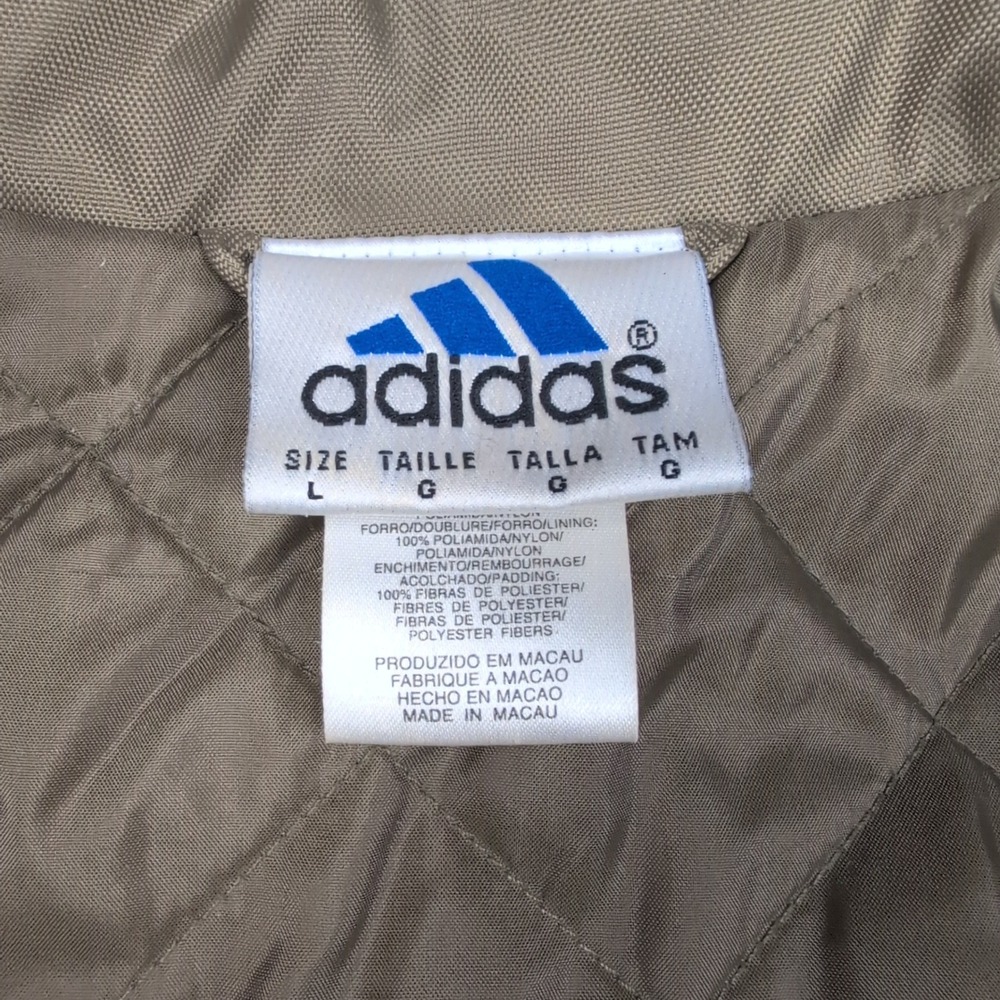 adidas®
SIZE TAILLE TALLA TAM
L G G G
POLIAMIDA/NYLON
FORRO/DOUBLURE/FORRO/LINING:
100% POLIAMIDA/NYLON/
POLIAMIDA/NYLON
ENCHIMENTO/REMBOURRAGE/
ACOLCHADO/PADDING:
100% FIBRAS DE POLIESTER/
FIBRES DE POLYESTER/
FIBRAS DE POLIESTER/
POLYESTER FIBERS
PRODUZIDO EM MACAU
FABRIQUE A MACAO
HECHO EN MACAO
MADE IN MACAU